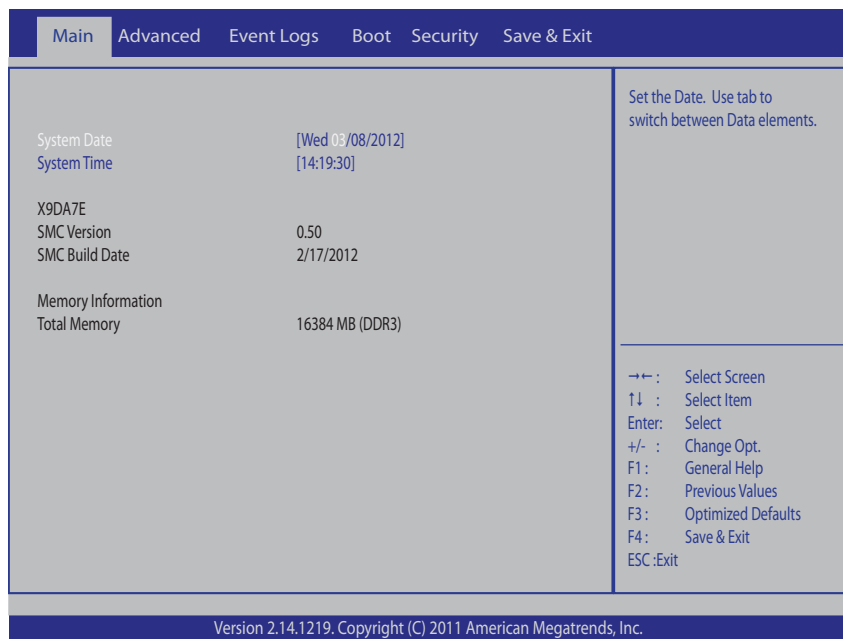 Main Advanced Event Logs Boot Security Save & Exit
System Date [Wed 03/08/2012]
System Time [14:19:30]
X9DA7E
SMC Version 0.50
SMC Build Date 2/17/2012
Memory Information
Total Memory 16384 MB (DDR3)
Set the Date. Use tab to
switch between Data elements.
→← : Select Screen
↑↓ : Select Item
Enter: Select
+/- : Change Opt.
F1 : General Help
F2 : Previous Values
F3 : Optimized Defaults
F4 : Save & Exit
ESC :Exit
Version 2.14.1219. Copyright (C) 2011 American Megatrends, Inc.